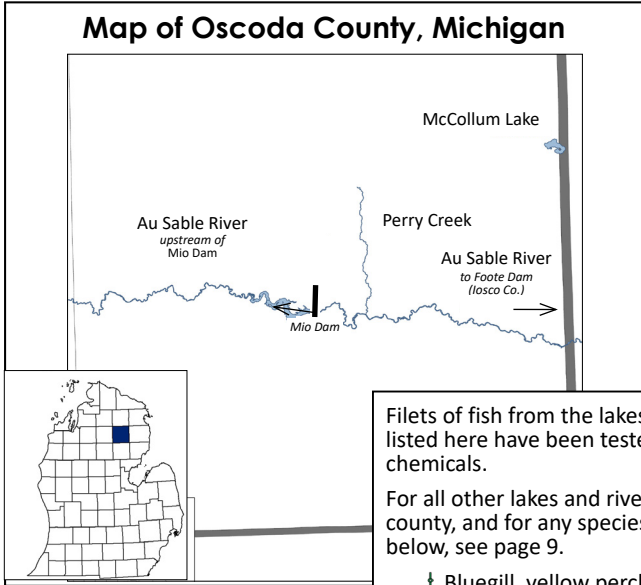 Map of Oscoda County, Michigan
McCollum Lake
Au Sable River
upstream of
Mio Dam
Perry Creek
Au Sable River
to Foote Dam
(Iosco Co.)
Mio Dam
Filets of fish from the lakes
listed here have been teste
chemicals.
For all other lakes and rive
county, and for any species
below, see page 9.
Bluegill, yellow perch